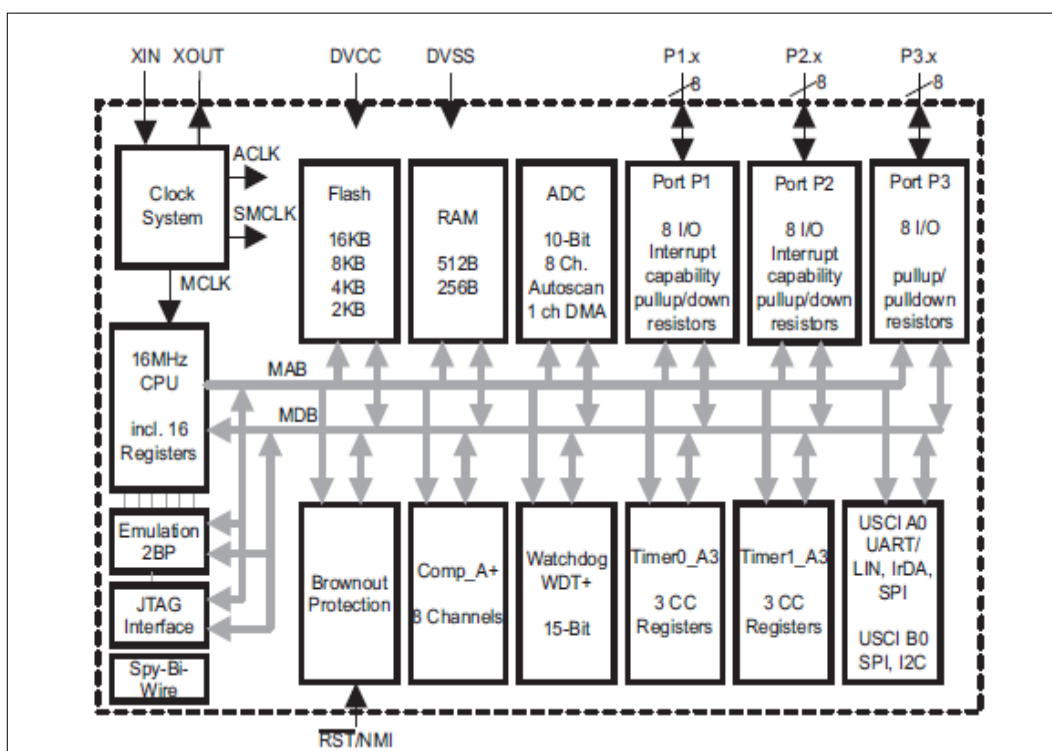 XIN XOUT DVCC DVSS P1.x P2.x P3.x
8 8 8
Clock
System
ACLK
SMCLK
MCLK
Flash
16KB
8KB
4KB
2KB
RAM
512B
256B
ADC
10-Bit
8 Ch.
Autoscan
1 ch DMA
Port P1
8 I/O
Interrupt
capability
pullup/down
resistors
Port P2
8 I/O
Interrupt
capability
pullup/down
resistors
Port P3
8 I/O
pullup/
pulldown
resistors
16MHz
CPU
incl. 16
Registers
MAB
MDB
Emulation
2BP
JTAG
Interface
Spy-Bi-
Wire
Brownout
Protection
Comp_A+
8 Channels
Watchdog
WDT+
15-Bit
Timer0_A3
3 CC
Registers
Timer1_A3
3 CC
Registers
USCI A0
UART/
LIN, IrDA,
SPI
USCI B0
SPI, I2C
RST/NMI